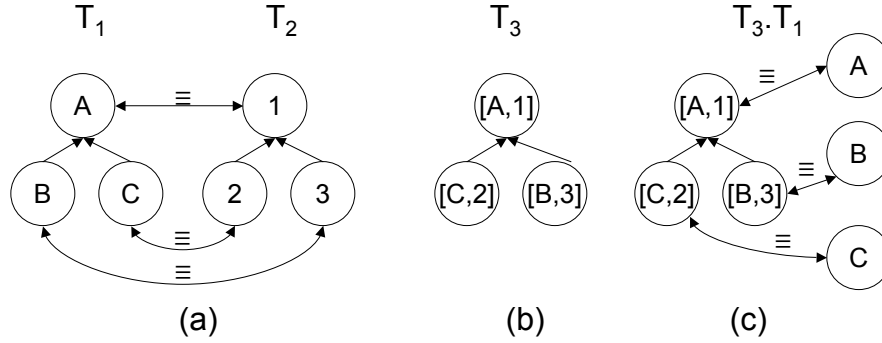 T1 T2 T3 T3.T1
A ≡ 1 [A,1] [A,1] ≡ A
B C 2 3 [C,2] [B,3] [C,2] [B,3] ≡ B
≡ ≡ C
≡
(a) (b) (c)